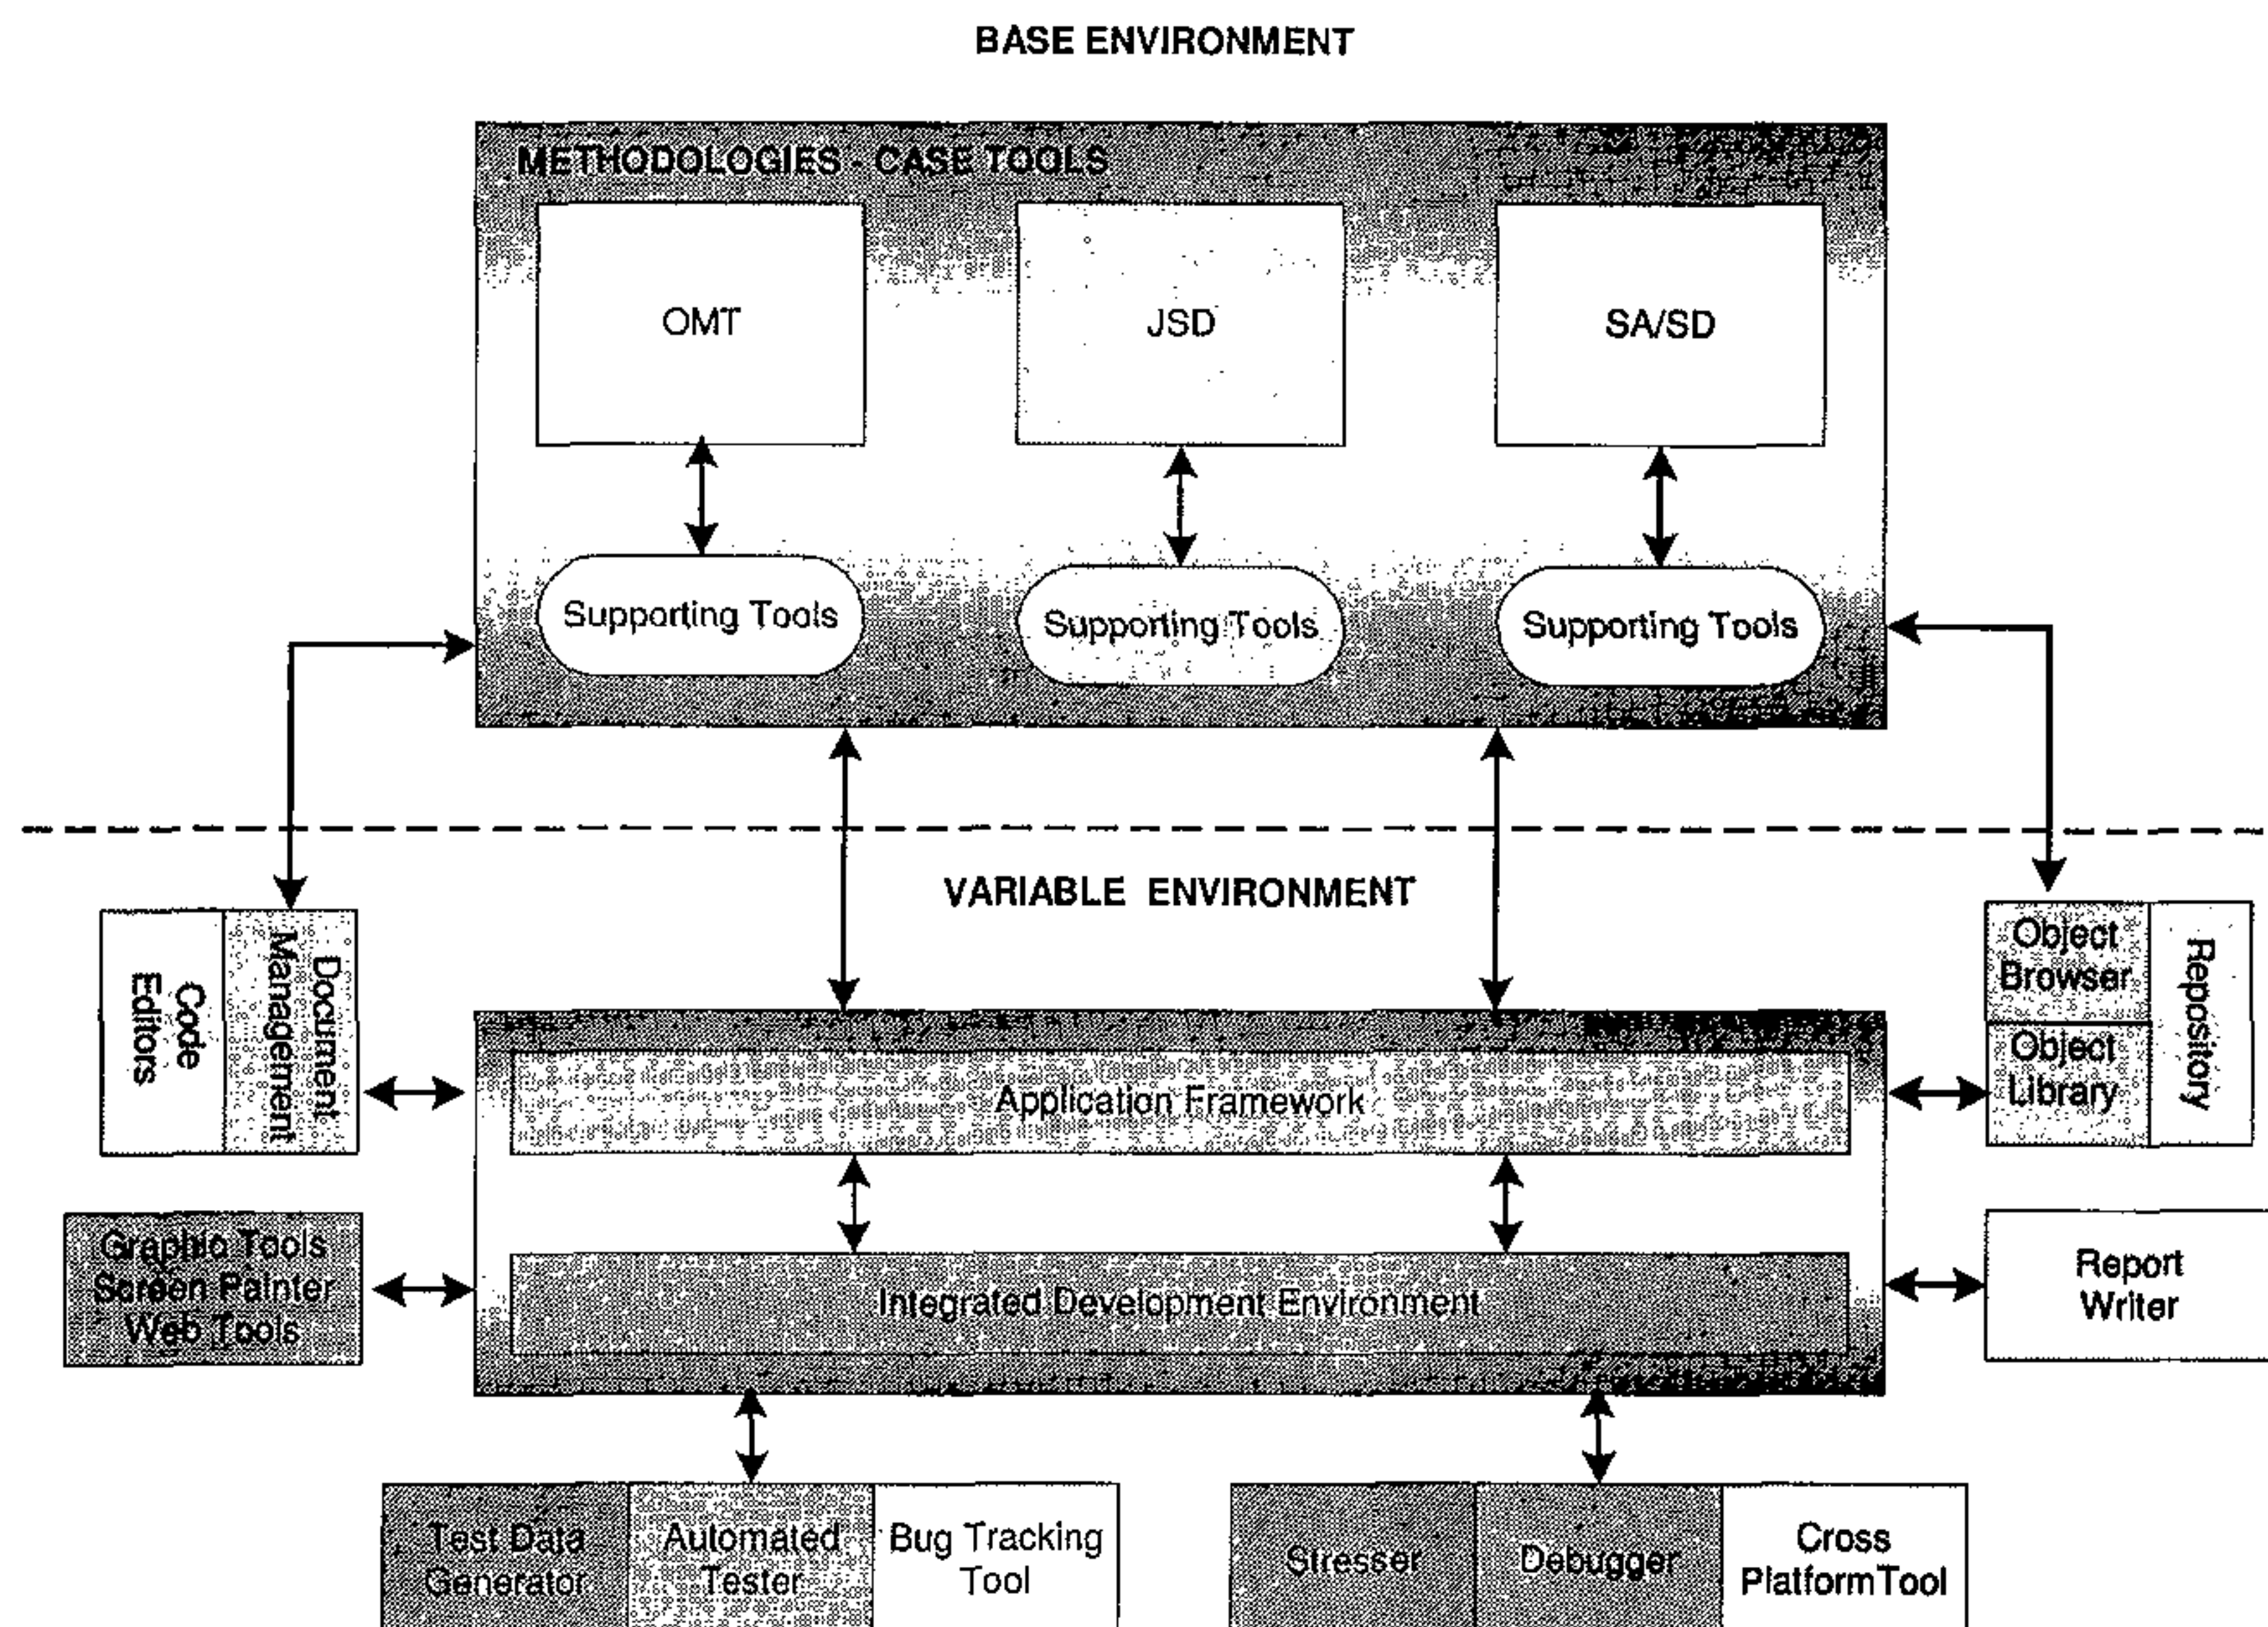 BASE ENVIRONMENT
METHODOLOGIES - CASE TOOLS
OMT
JSD
SA/SD
Supporting Tools
Supporting Tools
Supporting Tools
VARIABLE ENVIRONMENT
Code
Editors
Document
Management
Object
Browser
Object
Library
Repository
Application Framework
Graphic Tools
Screen Painter
Web Tools
Integrated Development Environment
Report
Writer
Test Data
Generator
Automated
Tester
Bug Tracking
Tool
Stresser
Debugger
Cross
PlatformTool